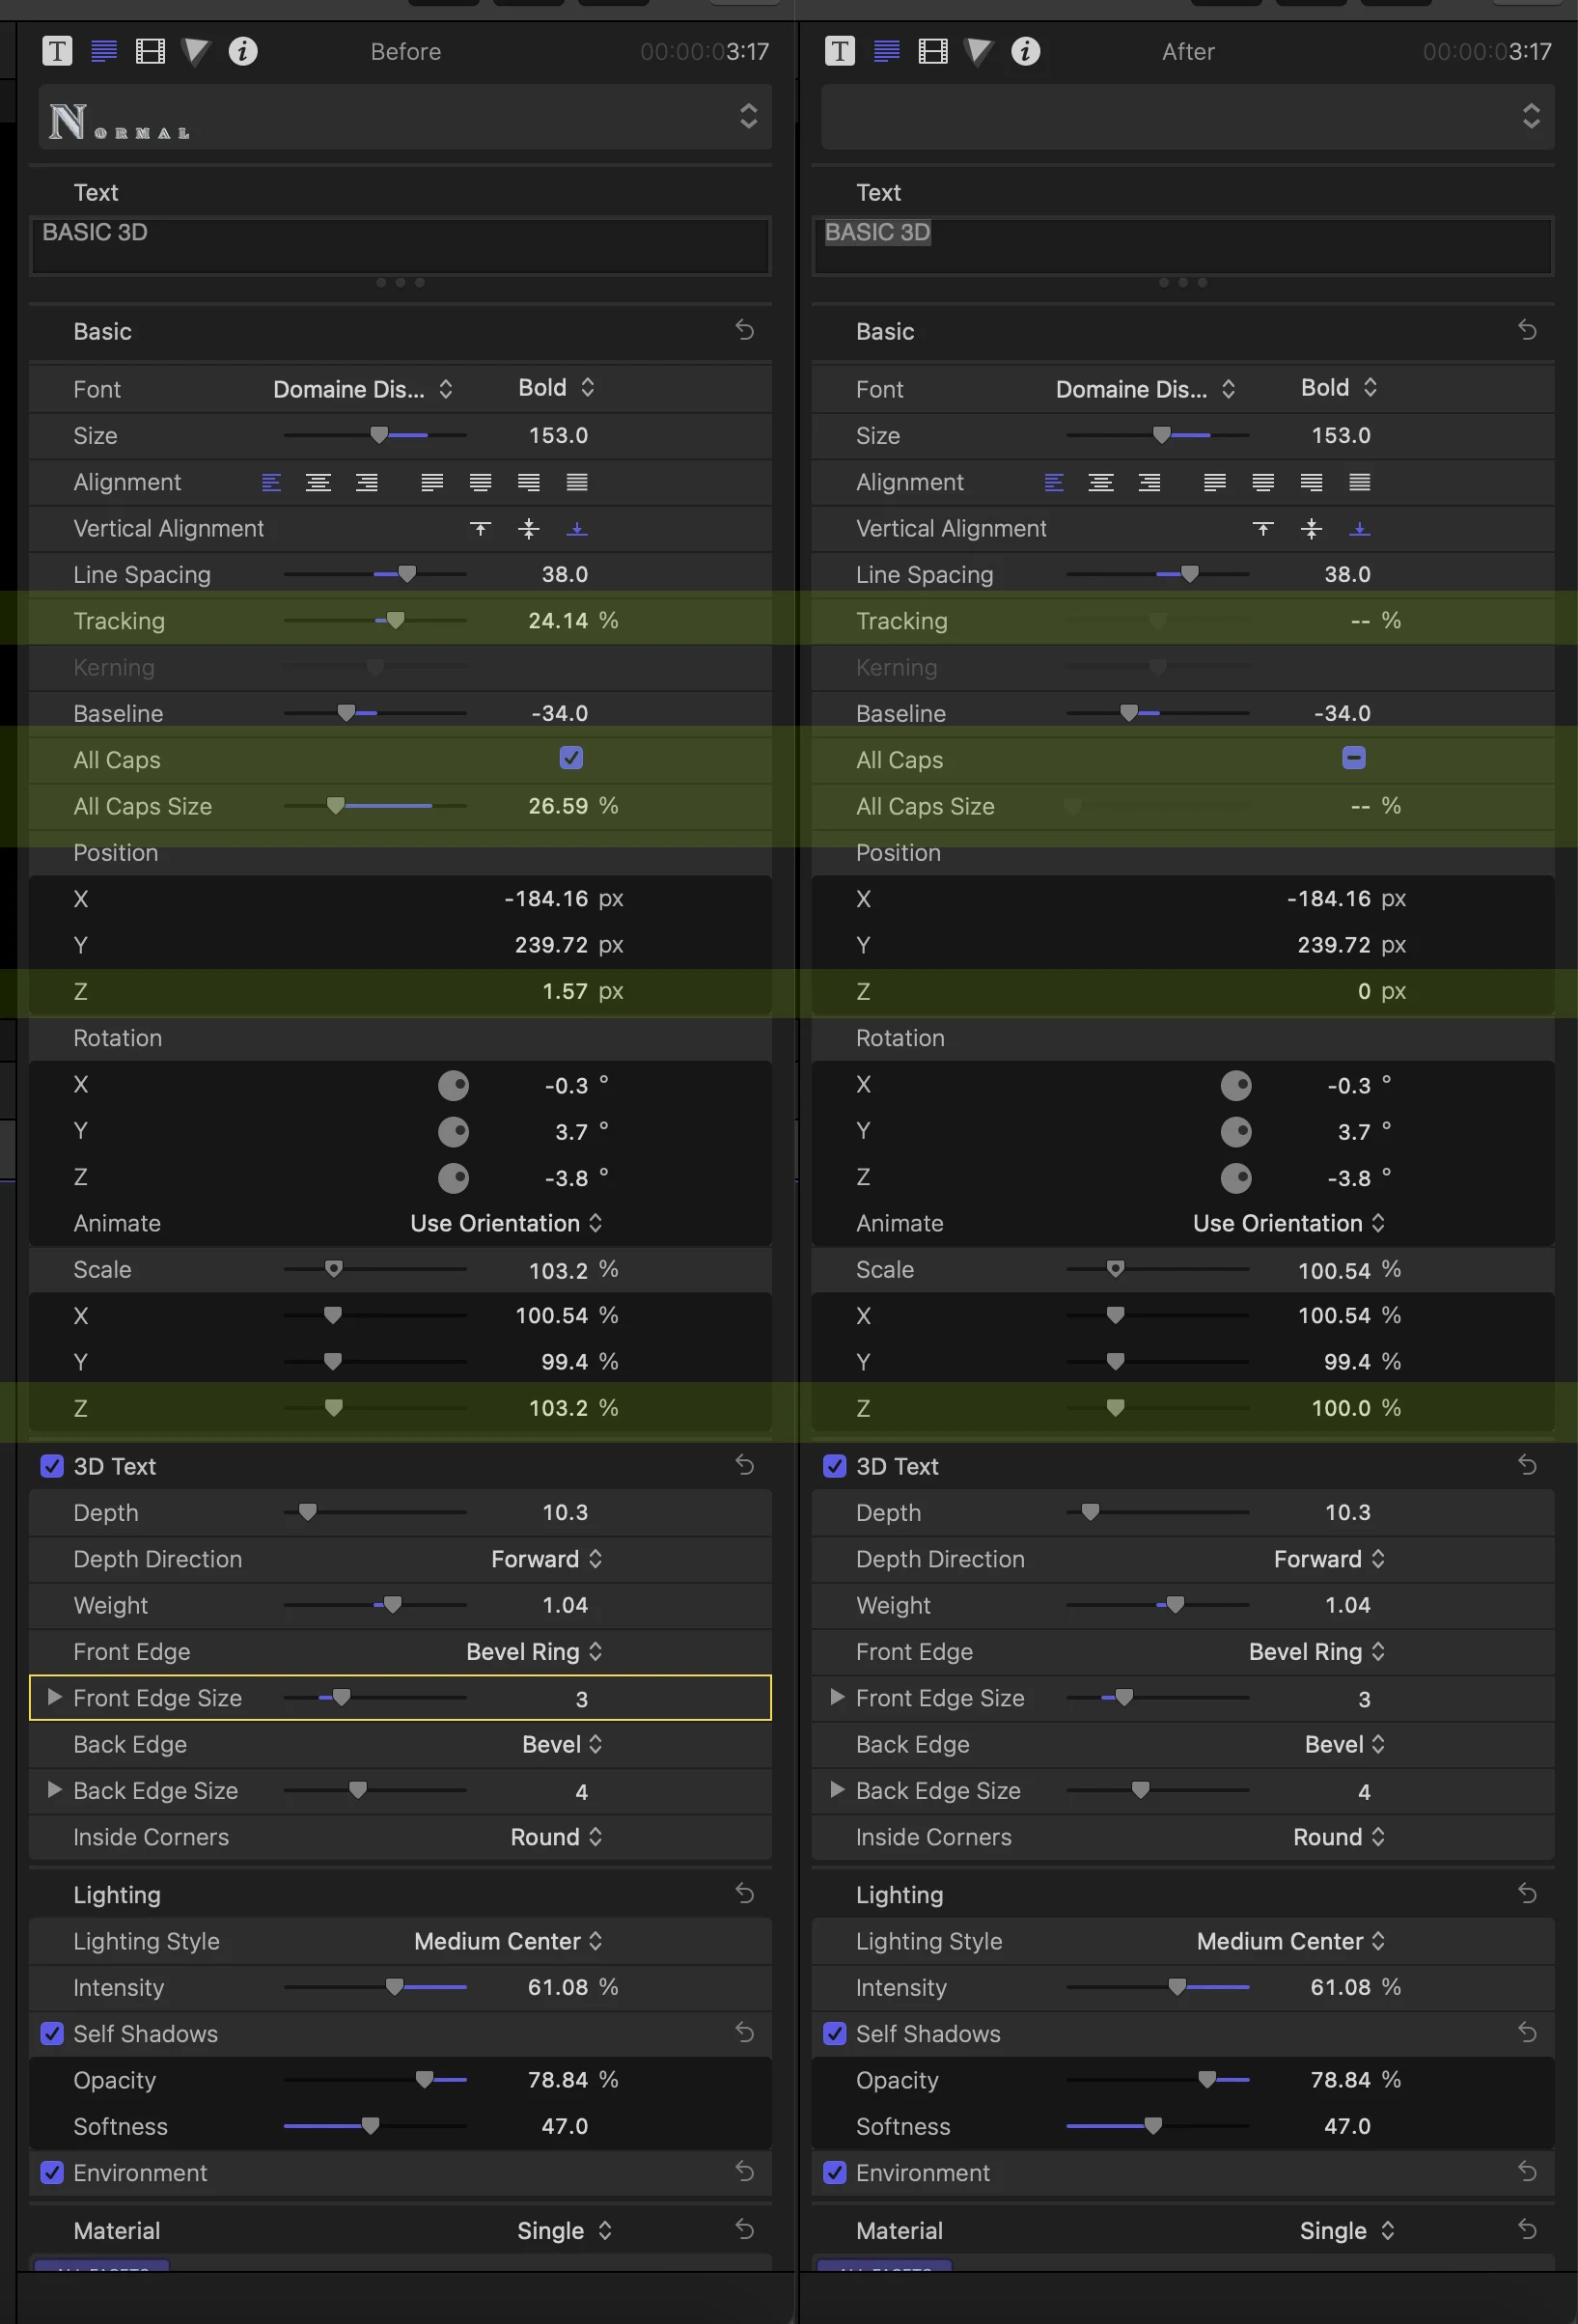 Before 00:00:03:17
NORMAL
Text
BASIC 3D
Basic
Font Domaine Dis... Bold
Size 153.0
Alignment
Vertical Alignment
Line Spacing 38.0
Tracking 24.14 %
Kerning
Baseline -34.0
All Caps
All Caps Size 26.59 %
Position
X -184.16 px
Y 239.72 px
Z 1.57 px
Rotation
X -0.3 °
Y 3.7 °
Z -3.8 °
Animate Use Orientation
Scale 103.2 %
X 100.54 %
Y 99.4 %
Z 103.2 %
3D Text
Depth 10.3
Depth Direction Forward
Weight 1.04
Front Edge Bevel Ring
Front Edge Size 3
Back Edge Bevel
Back Edge Size 4
Inside Corners Round
Lighting
Lighting Style Medium Center
Intensity 61.08 %
Self Shadows
Opacity 78.84 %
Softness 47.0
Environment
Material Single
After 00:00:03:17
Text
BASIC 3D
Basic
Font Domaine Dis... Bold
Size 153.0
Alignment
Vertical Alignment
Line Spacing 38.0
Tracking -- %
Kerning
Baseline -34.0
All Caps
All Caps Size -- %
Position
X -184.16 px
Y 239.72 px
Z 0 px
Rotation
X -0.3 °
Y 3.7 °
Z -3.8 °
Animate Use Orientation
Scale 100.54 %
X 100.54 %
Y 99.4 %
Z 100.0 %
3D Text
Depth 10.3
Depth Direction Forward
Weight 1.04
Front Edge Bevel Ring
Front Edge Size 3
Back Edge Bevel
Back Edge Size 4
Inside Corners Round
Lighting
Lighting Style Medium Center
Intensity 61.08 %
Self Shadows
Opacity 78.84 %
Softness 47.0
Environment
Material Single